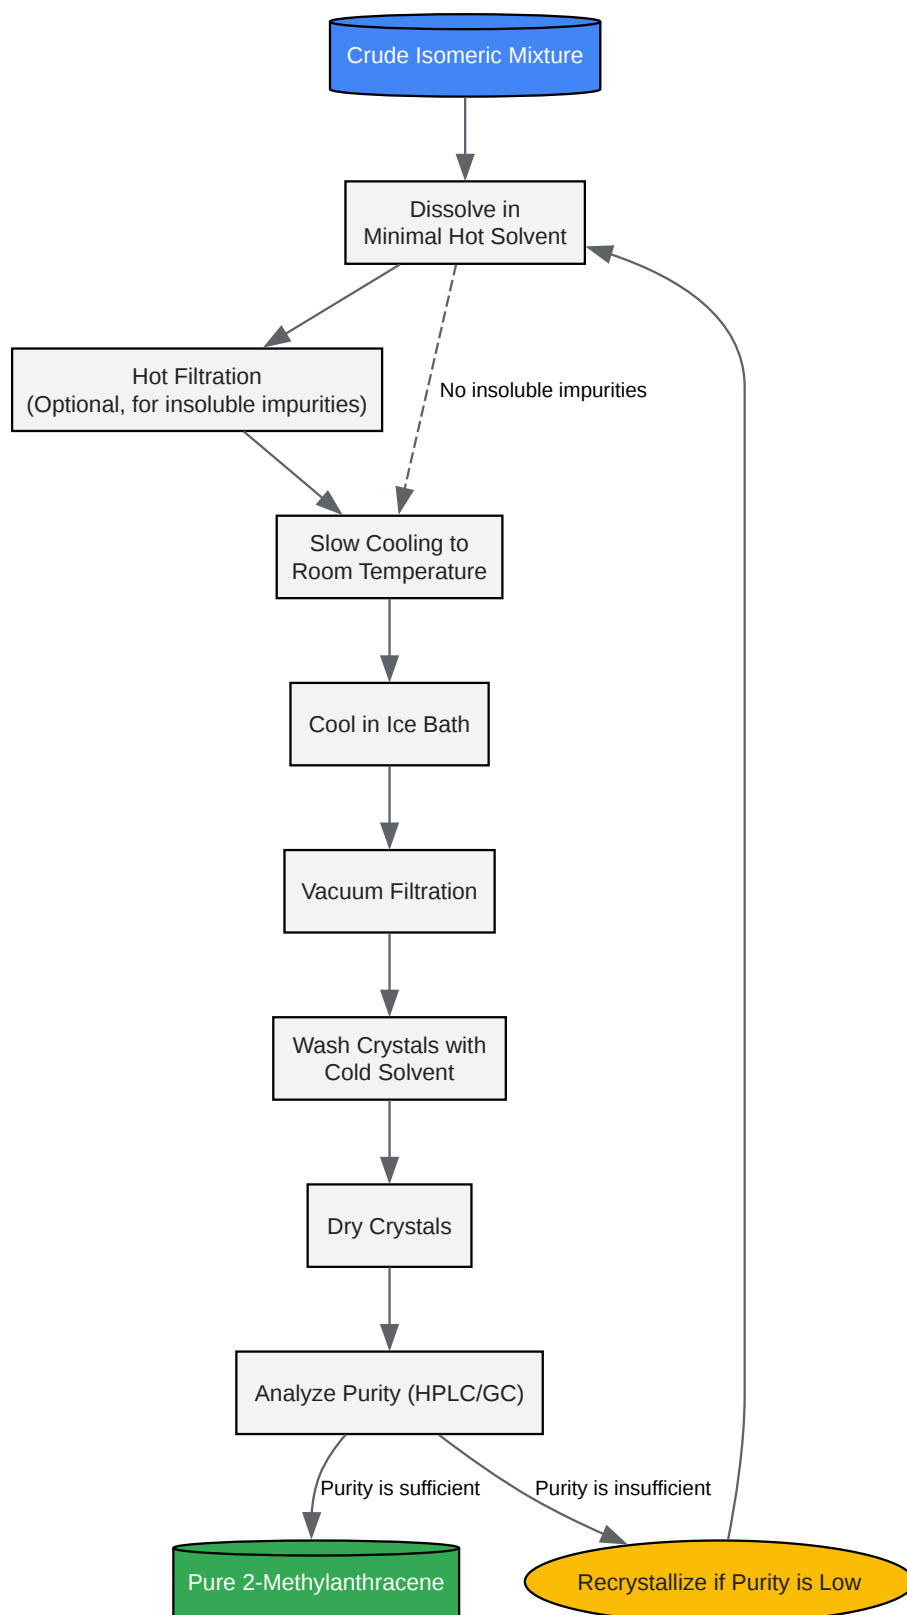 Crude Isomeric Mixture
Dissolve in
Minimal Hot Solvent
Hot Filtration
(Optional, for insoluble impurities)
No insoluble impurities
Slow Cooling to
Room Temperature
Cool in Ice Bath
Vacuum Filtration
Wash Crystals with
Cold Solvent
Dry Crystals
Analyze Purity (HPLC/GC)
Purity is sufficient
Purity is insufficient
Pure 2-Methylanthracene
Recrystallize if Purity is Low